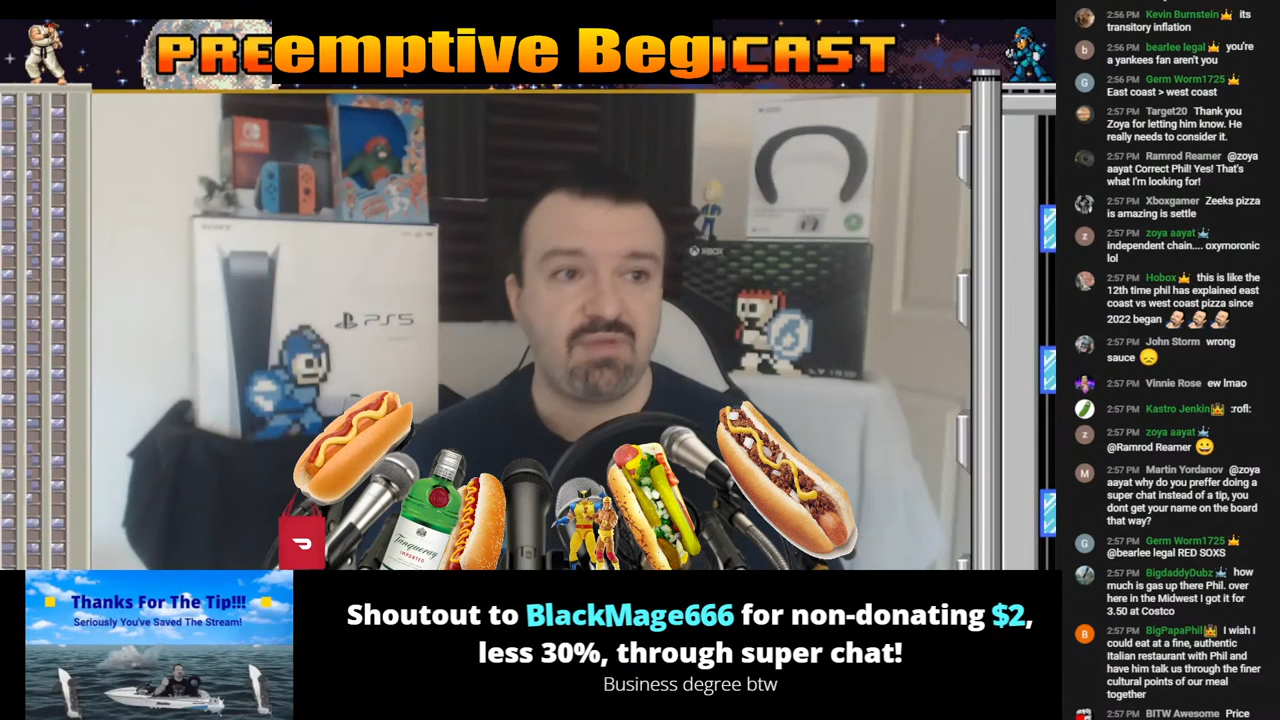 PREemptive BegICAST
SONY
PS5
XBOX
Tanqueray
IMPORTED
Thanks For The Tip!!!
Seriously You've Saved The Stream!
Shoutout to BlackMage666 for non-donating $2,
less 30%, through super chat!
Business degree btw
2:56 PM Kevin Burnstein its
transitory inflation
b
2:56 PM bearlee legal you're
a yankees fan aren't you
G
2:56 PM Germ Worm1725
East coast > west coast
2:57 PM Target20 Thank you
Zoya for letting him know. He
really needs to consider it.
2:57 PM Ramrod Reamer @zoya
aayat Correct Phil! Yes! That's
what I'm looking for!
2:57 PM Xboxgamer Zeeks pizza
is amazing is settle
z
2:57 PM zoya aayat
independent chain.... oxymoronic
lol
2:57 PM Hobox this is like the
12th time phil has explained east
coast vs west coast pizza since
2022 began
2:57 PM John Storm wrong
sauce
2:57 PM Vinnie Rose ew lmao
2:57 PM Kastro Jenkin :rofl:
z
2:57 PM zoya aayat
@Ramrod Reamer
M
2:57 PM Martin Yordanov @zoya
aayat why do you preffer doing a
super chat instead of a tip, you
dont get your name on the board
that way?
G
2:57 PM Germ Worm1725
@bearlee legal RED SOXS
2:57 PM BigdaddyDubz how
much is gas up there Phil. over
here in the Midwest I got it for
3.50 at Costco
B
2:57 PM BigPapaPhil I wish I
could eat at a fine, authentic
Italian restaurant with Phil and
have him talk us through the finer
cultural points of our meal
together
2:57 PM BITW Awesome Price